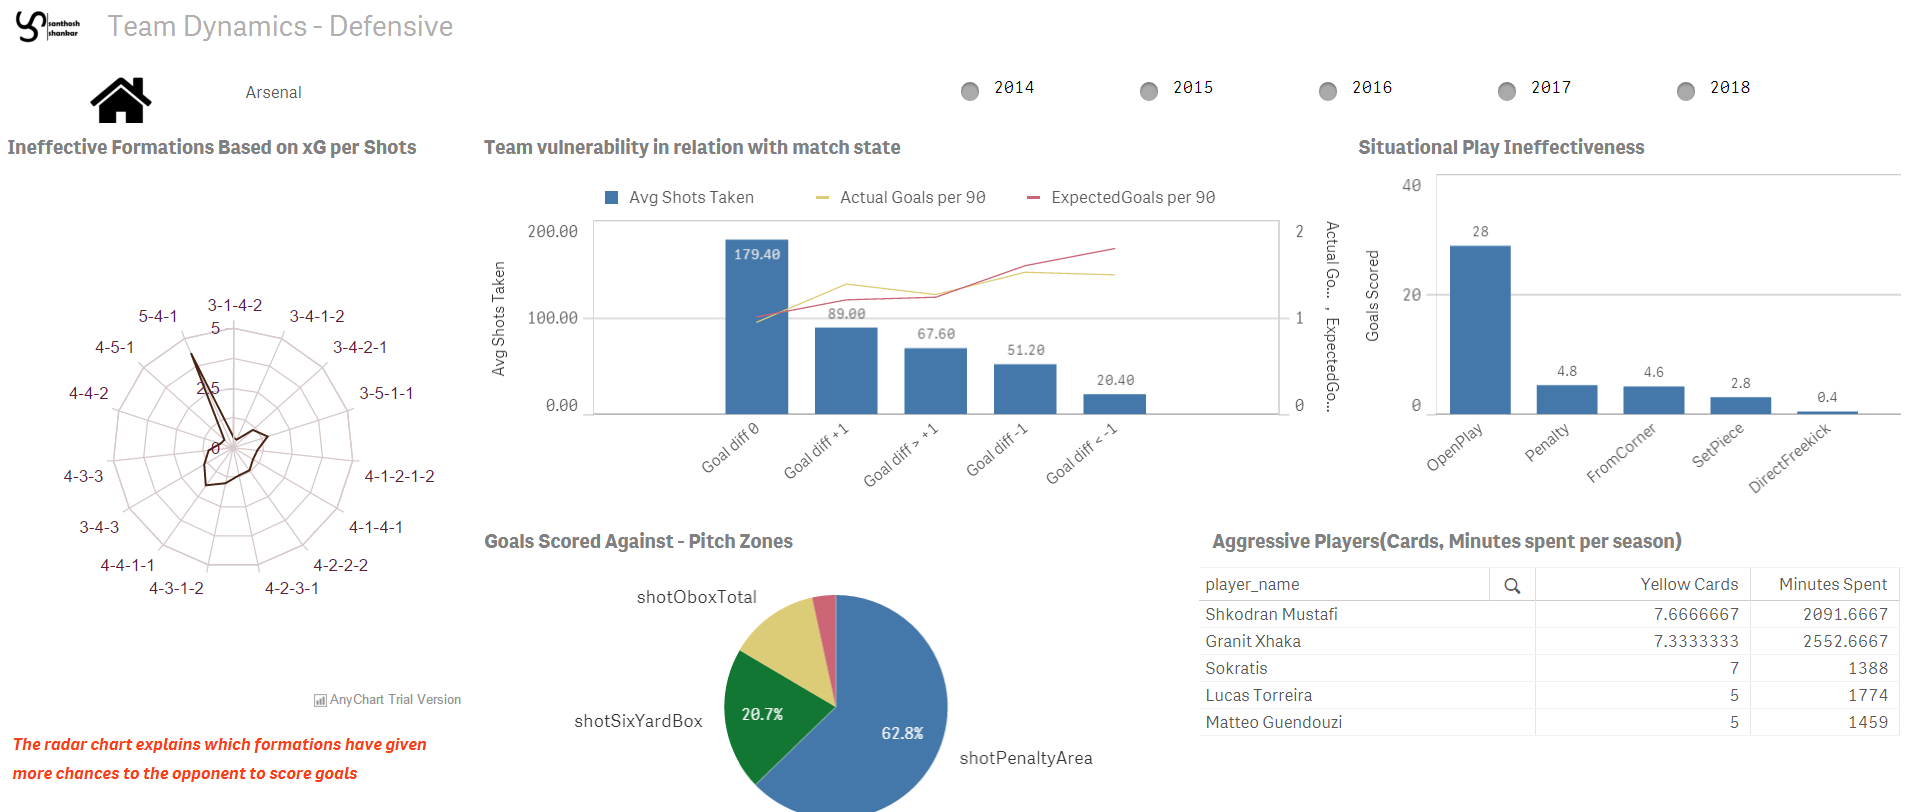 santhosh
shankar
Team Dynamics - Defensive
Arsenal
2014
2015
2016
2017
2018
Ineffective Formations Based on xG per Shots
3-1-4-2
3-4-1-2
3-4-2-1
3-5-1-1
4-1-2-1-2
4-1-4-1
4-2-2-2
4-2-3-1
4-3-1-2
4-4-1-1
3-4-3
4-3-3
4-4-2
4-5-1
5-4-1
5
2.5
0
AnyChart Trial Version
The radar chart explains which formations have given
more chances to the opponent to score goals
Team vulnerability in relation with match state
Avg Shots Taken
Actual Goals per 90
ExpectedGoals per 90
Avg Shots Taken
200.00
100.00
0.00
179.40
89.00
67.60
51.20
20.40
2
1
0
Actual Go... , ExpectedGo...
Goal diff 0
Goal diff +1
Goal diff > +1
Goal diff -1
Goal diff < -1
Situational Play Ineffectiveness
Goals Scored
40
20
0
28
4.8
4.6
2.8
0.4
OpenPlay
Penalty
FromCorner
SetPiece
DirectFreekick
Goals Scored Against - Pitch Zones
shotOboxTotal
shotSixYardBox
20.7%
62.8%
shotPenaltyArea
Aggressive Players(Cards, Minutes spent per season)
player_name Yellow Cards Minutes Spent
Shkodran Mustafi 7.6666667 2091.6667
Granit Xhaka 7.3333333 2552.6667
Sokratis 7 1388
Lucas Torreira 5 1774
Matteo Guendouzi 5 1459